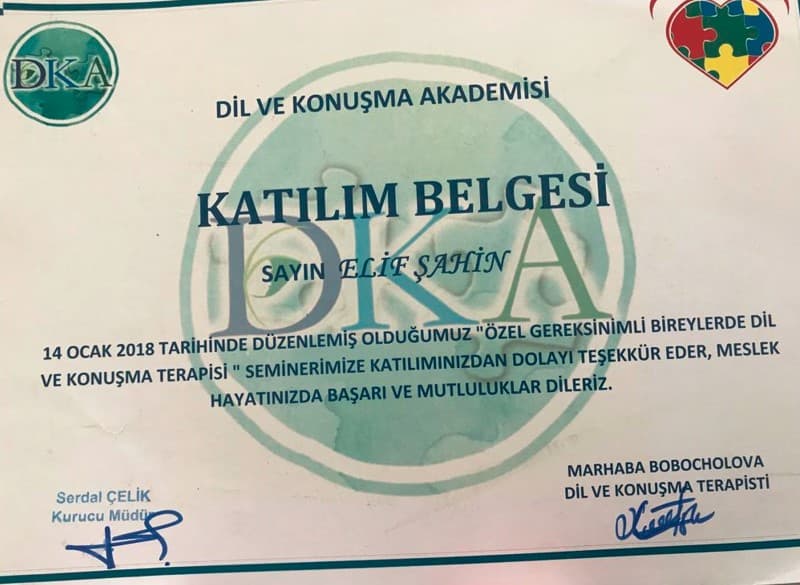 DKA
DİL VE KONUŞMA AKADEMİSİ
KATILIM BELGESİ
DKA
SAYIN ELİF ŞAHİN
14 OCAK 2018 TARİHİNDE DÜZENLEMİŞ OLDUĞUMUZ "ÖZEL GEREKSİNİMLİ BİREYLERDE DİL
VE KONUŞMA TERAPİSİ " SEMİNERİMİZE KATILIMINIZDAN DOLAYI TEŞEKKÜR EDER, MESLEK
HAYATINIZDA BAŞARI VE MUTLULUKLAR DİLERİZ.
Serdal ÇELİK
Kurucu Müdür
MARHABA BOBOCHOLOVA
DİL VE KONUŞMA TERAPİSTİ